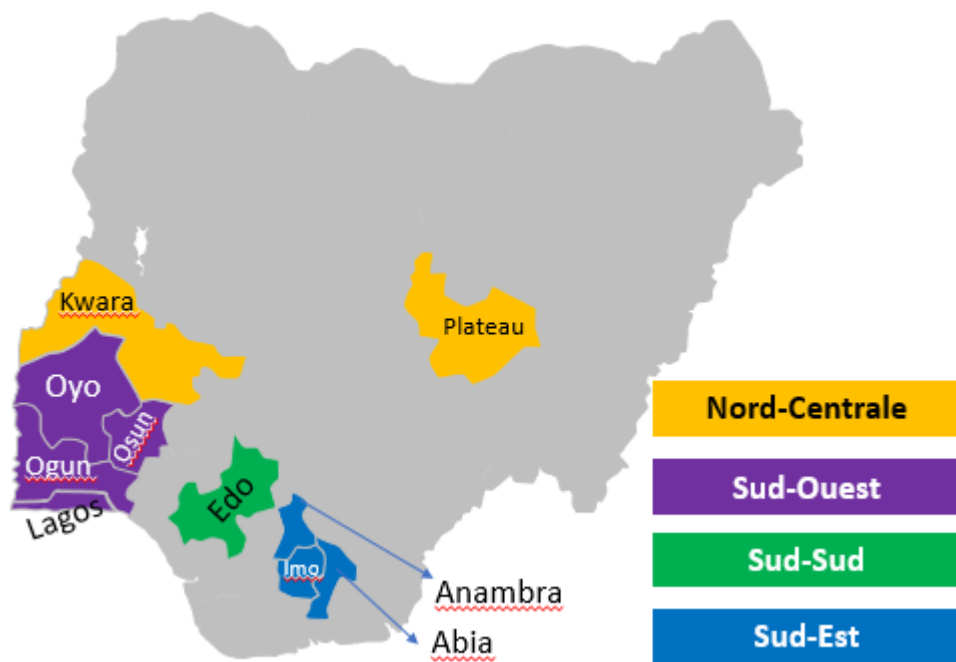 Kwara
Plateau
Oyo
Osun
Ogun
Lagos
Edo
Imo
Anambra
Abia
Nord-Centrale
Sud-Ouest
Sud-Sud
Sud-Est